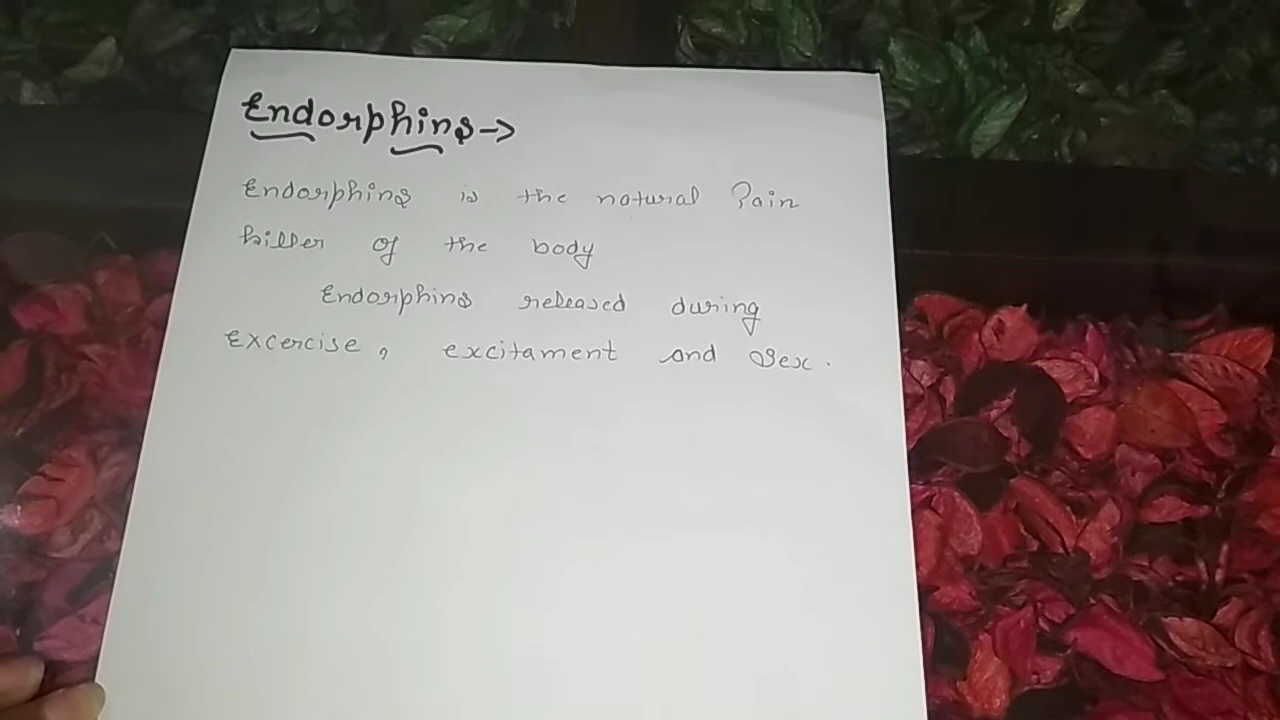 Endorphins→
Endorphins is the natural Pain
killer of the body
Endorphins released during
Excercise, excitament and Sex.